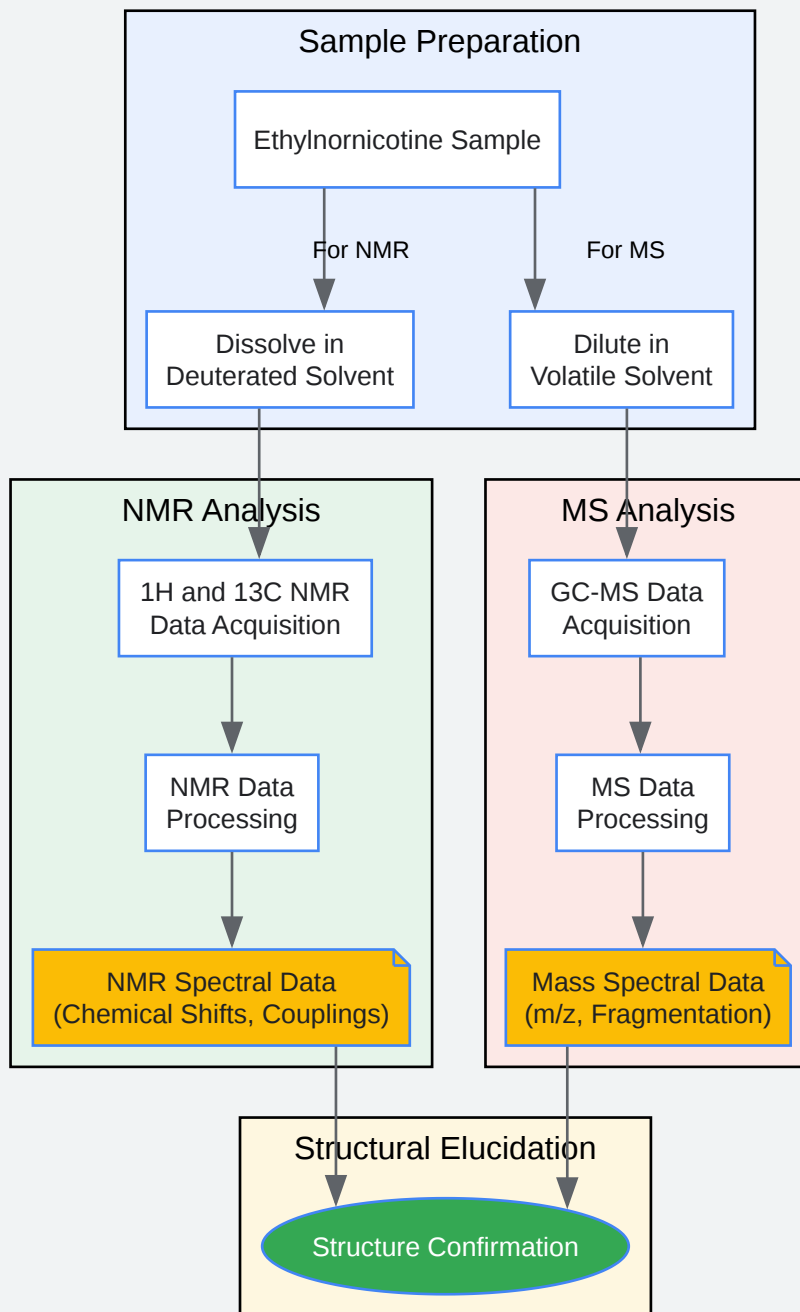 Sample Preparation
Ethylnornicotine Sample
For NMR
For MS
Dissolve in
Deuterated Solvent
Dilute in
Volatile Solvent
NMR Analysis
1H and 13C NMR
Data Acquisition
NMR Data
Processing
NMR Spectral Data
(Chemical Shifts, Couplings)
MS Analysis
GC-MS Data
Acquisition
MS Data
Processing
Mass Spectral Data
(m/z, Fragmentation)
Structural Elucidation
Structure Confirmation